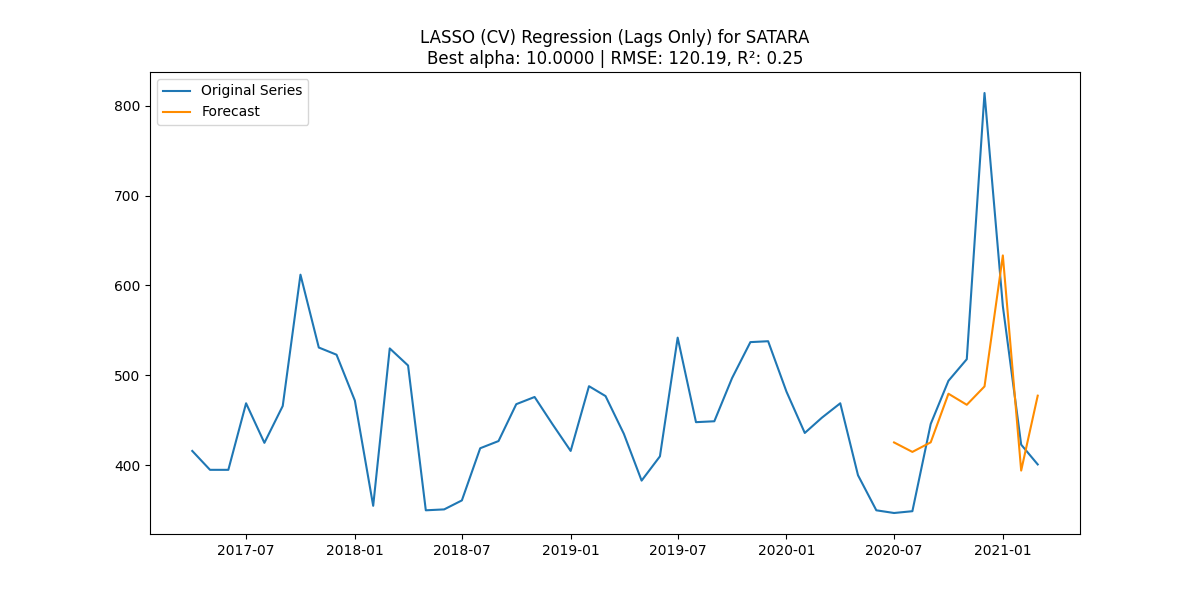 LASSO (CV) Regression (Lags Only) for SATARA
Best alpha: 10.0000 | RMSE: 120.19, R²: 0.25
Original Series
Forecast
800
700
600
500
400
2017-07 2018-01 2018-07 2019-01 2019-07 2020-01 2020-07 2021-01